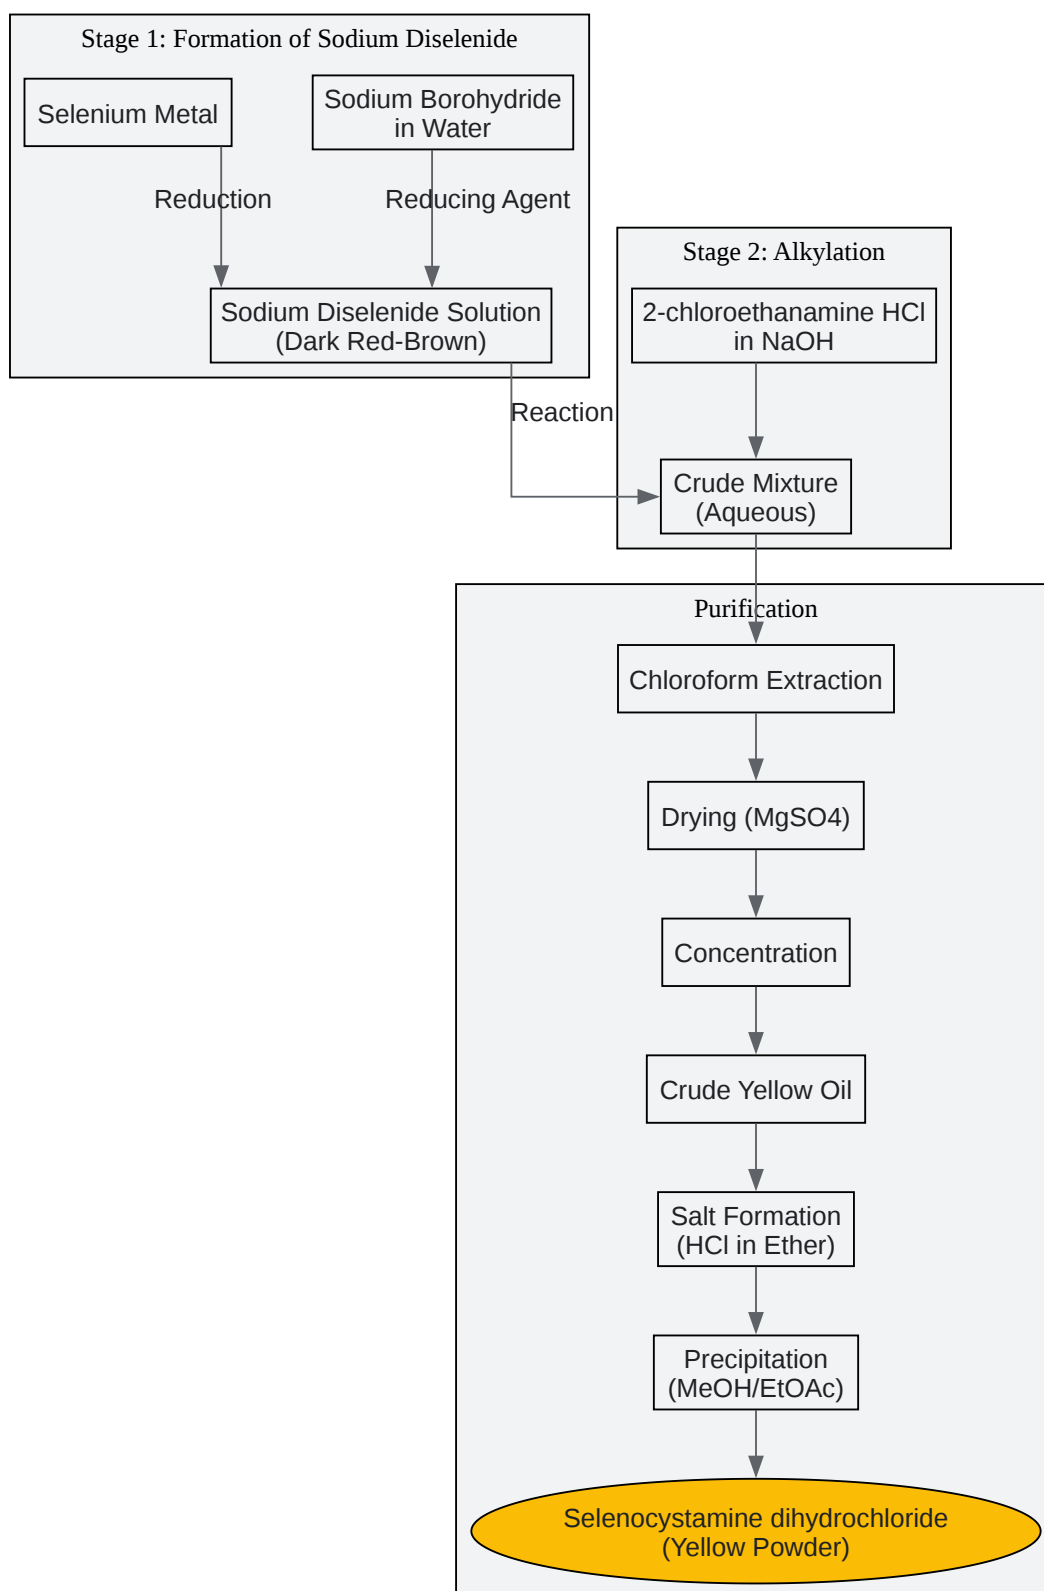 Stage 1: Formation of Sodium Diselenide
Selenium Metal
Sodium Borohydride
in Water
Reduction
Reducing Agent
Sodium Diselenide Solution
(Dark Red-Brown)
Stage 2: Alkylation
2-chloroethanamine HCl
in NaOH
Reaction
Crude Mixture
(Aqueous)
Purification
Chloroform Extraction
Drying (MgSO4)
Concentration
Crude Yellow Oil
Salt Formation
(HCl in Ether)
Precipitation
(MeOH/EtOAc)
Selenocystamine dihydrochloride
(Yellow Powder)